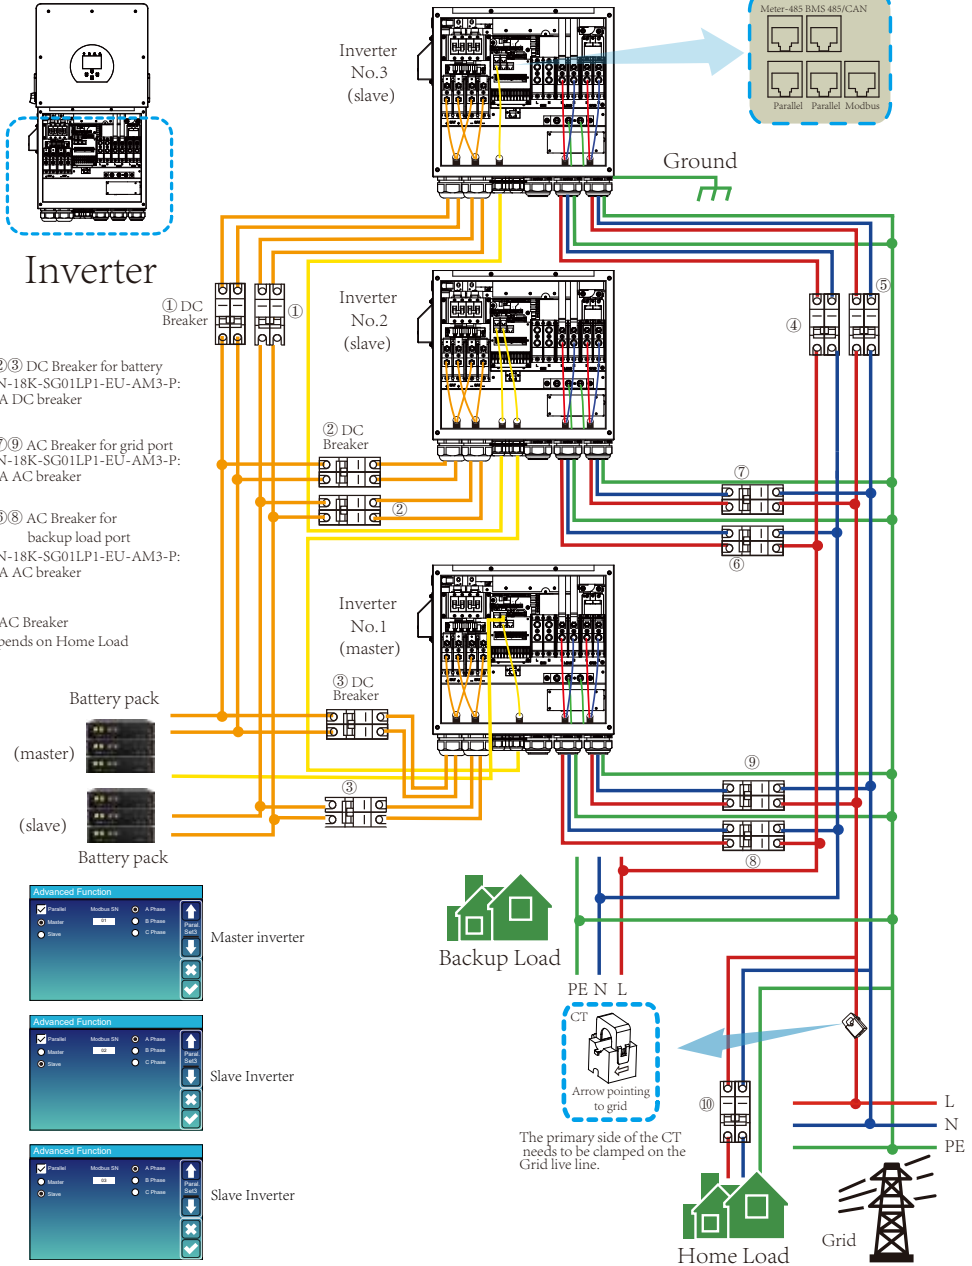 Meter-485 BMS 485/CAN
Parallel Parallel Modbus
Inverter
No.3
(slave)
Ground
Inverter
① DC
Breaker
①
Inverter
No.2
(slave)
④
⑤
②③ DC Breaker for battery
N-18K-SG01LP1-EU-AM3-P:
A DC breaker
⑦⑨ AC Breaker for grid port
N-18K-SG01LP1-EU-AM3-P:
A AC breaker
⑥⑧ AC Breaker for
backup load port
N-18K-SG01LP1-EU-AM3-P:
A AC breaker
AC Breaker
pends on Home Load
② DC
Breaker
②
⑦
⑥
Inverter
No.1
(master)
③ DC
Breaker
③
⑨
⑧
Battery pack
(master)
(slave)
Battery pack
Advanced Function
Parallel
Modbus SN
A Phase
Master
01
B Phase
Slave
C Phase
Paral.
Set3
Master inverter
Advanced Function
Parallel
Modbus SN
A Phase
Master
02
B Phase
Slave
C Phase
Paral.
Set3
Slave Inverter
Advanced Function
Parallel
Modbus SN
A Phase
Master
03
B Phase
Slave
C Phase
Paral.
Set3
Slave Inverter
Backup Load
PE N L
CT
Arrow pointing
to grid
The primary side of the CT
needs to be clamped on the
Grid live line.
⑩
L
N
PE
Home Load
Grid